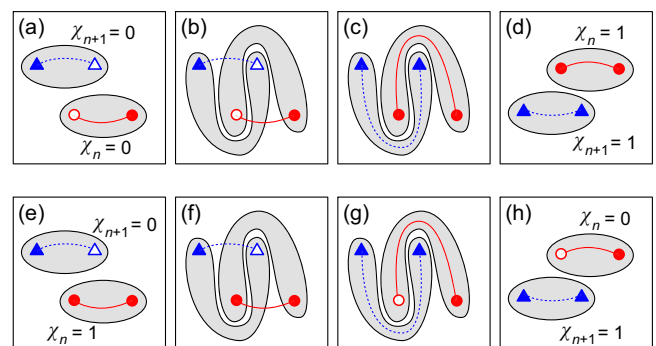 (a) χn+1 = 0
χn = 0
(b)
(c)
(d) χn = 1
χn+1 = 1
(e) χn+1 = 0
χn = 1
(f)
(g)
(h) χn = 0
χn+1 = 1